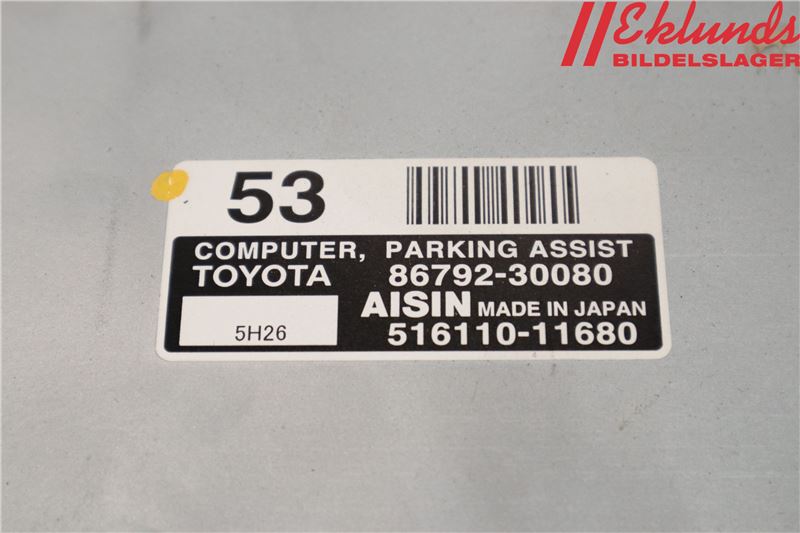 Eklunds
BILDELSLAGER
53
COMPUTER, PARKING ASSIST
TOYOTA 86792-30080
AISIN MADE IN JAPAN
5H26 516110-11680